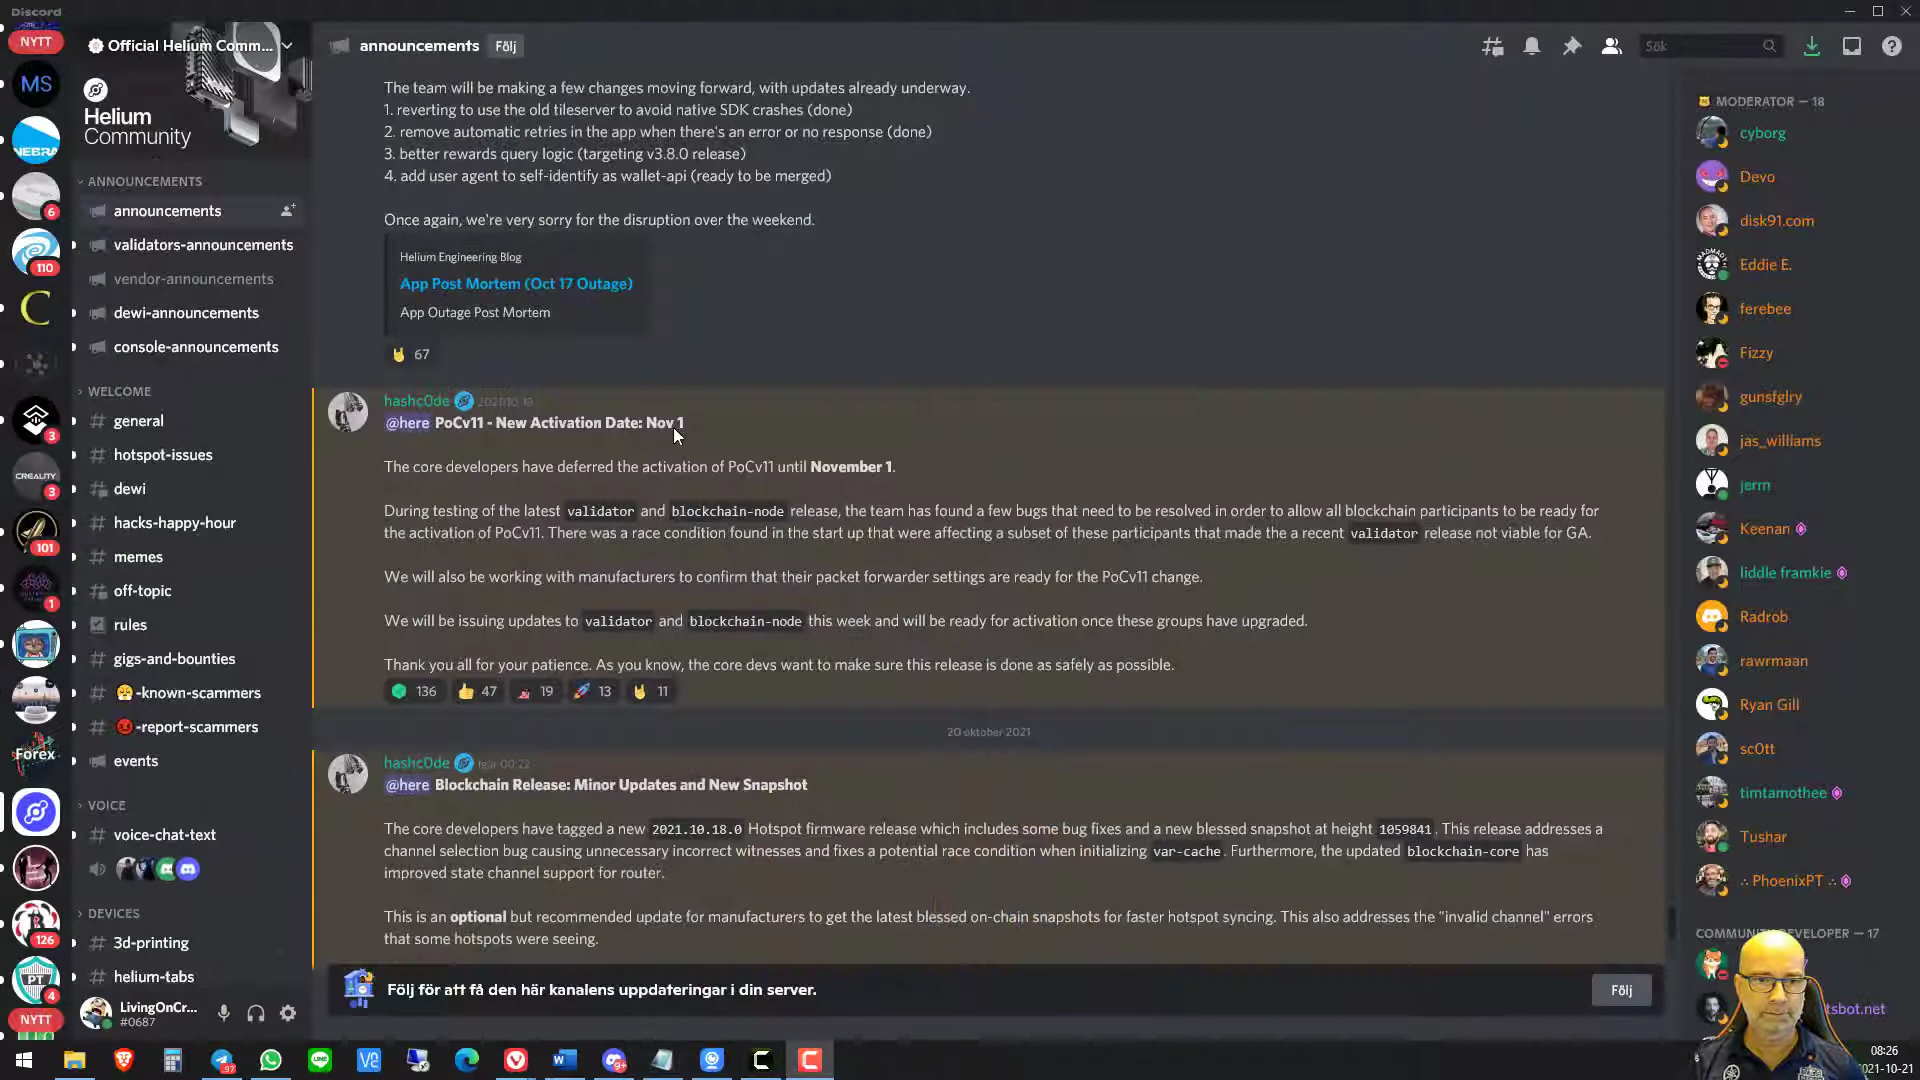 Discord
NYTT
MS
NEBRA
6
110
C
3
CREALITY
3
101
1
Forex
126
PT
4
NYTT
Official Helium Comm...
Helium
Community
ANNOUNCEMENTS
announcements
validators-announcements
vendor-announcements
dewi-announcements
console-announcements
WELCOME
general
hotspot-issues
dewi
hacks-happy-hour
memes
off-topic
rules
gigs-and-bounties
😤-known-scammers
😡-report-scammers
events
VOICE
voice-chat-text
DEVICES
3d-printing
helium-tabs
LivingOnCr...
#0687
announcements
Följ
Sök
The team will be making a few changes moving forward, with updates already underway.
1. reverting to use the old tileserver to avoid native SDK crashes (done)
2. remove automatic retries in the app when there's an error or no response (done)
3. better rewards query logic (targeting v3.8.0 release)
4. add user agent to self-identify as wallet-api (ready to be merged)
Once again, we're very sorry for the disruption over the weekend.
Helium Engineering Blog
App Post Mortem (Oct 17 Outage)
App Outage Post Mortem
67
hashc0de
@here PoCv11 - New Activation Date: Nov 1
The core developers have deferred the activation of PoCv11 until November 1.
During testing of the latest validator and blockchain-node release, the team has found a few bugs that need to be resolved in order to allow all blockchain participants to be ready for
the activation of PoCv11. There was a race condition found in the start up that were affecting a subset of these participants that made the a recent validator release not viable for GA.
We will also be working with manufacturers to confirm that their packet forwarder settings are ready for the PoCv11 change.
We will be issuing updates to validator and blockchain-node this week and will be ready for activation once these groups have upgraded.
Thank you all for your patience. As you know, the core devs want to make sure this release is done as safely as possible.
136 47 19 13 11
20 oktober 2021
hashc0de Igår 00:22
@here Blockchain Release: Minor Updates and New Snapshot
The core developers have tagged a new 2021.10.18.0 Hotspot firmware release which includes some bug fixes and a new blessed snapshot at height 1059841. This release addresses a
channel selection bug causing unnecessary incorrect witnesses and fixes a potential race condition when initializing var-cache. Furthermore, the updated blockchain-core has
improved state channel support for router.
This is an optional but recommended update for manufacturers to get the latest blessed on-chain snapshots for faster hotspot syncing. This also addresses the "invalid channel" errors
that some hotspots were seeing.
Följ för att få den här kanalens uppdateringar i din server.
Följ
MODERATOR — 18
cyborg
Devo
disk91.com
Eddie E.
ferebee
Fizzy
gunsfglry
jas_williams
jerm
Keenan
liddle framkie
Radrob
rawrmaan
Ryan Gill
sc0tt
timtamothee
Tushar
∴ PhoenixPT ∴
tsbot.net
08:26
2021-10-21